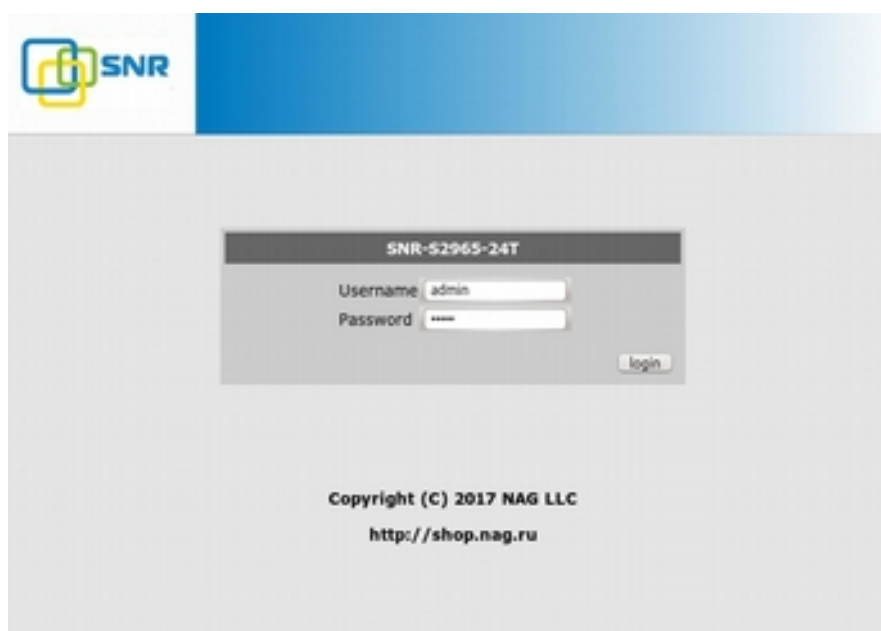 SNR
SNR-S2965-24T
Username admin
Password •••••
login
Copyright (C) 2017 NAG LLC
http://shop.nag.ru